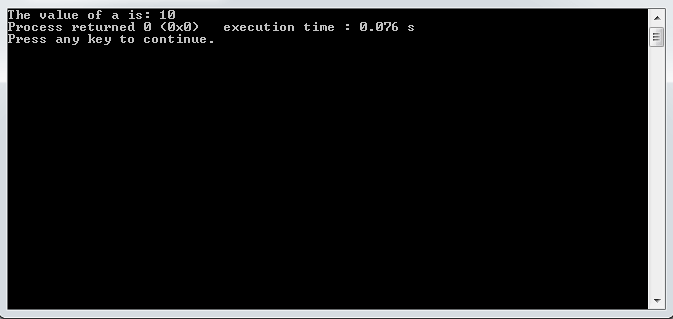 The value of a is: 10
Process returned 0 (0x0)   execution time : 0.076 s
Press any key to continue.